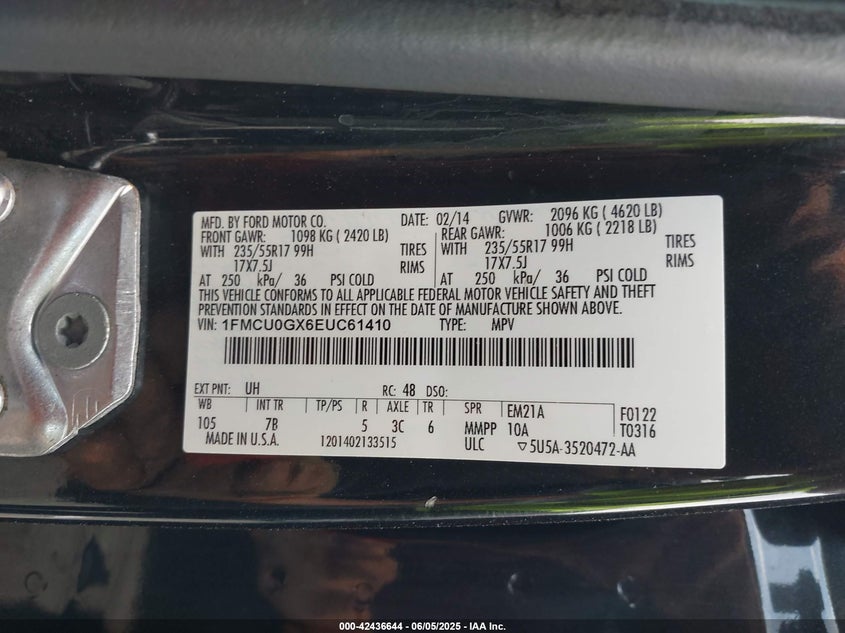 MFD. BY FORD MOTOR CO. DATE: 02/14 GVWR: 2096 KG ( 4620 LB)
FRONT GAWR: 1098 KG ( 2420 LB) REAR GAWR: 1006 KG ( 2218 LB)
WITH 235/55R17 99H TIRES WITH 235/55R17 99H TIRES
17X7.5J RIMS 17X7.5J RIMS
AT 250 kPa/ 36 PSI COLD AT 250 kPa/ 36 PSI COLD
THIS VEHICLE CONFORMS TO ALL APPLICABLE FEDERAL MOTOR VEHICLE SAFETY AND THEFT
PREVENTION STANDARDS IN EFFECT ON THE DATE OF MANUFACTURE SHOWN ABOVE.
VIN: 1FMCU0GX6EUC61410 TYPE: MPV
EXT PNT: UH RC: 48 DSO:
WB INT TR TP/PS R AXLE TR SPR EM21A F0122
105 7B 5 3C 6 MMPP 10A T0316
MADE IN U.S.A. 1201402133515 ULC ▽5U5A-3520472-AA
000-42436644 - 06/05/2025 - IAA Inc.